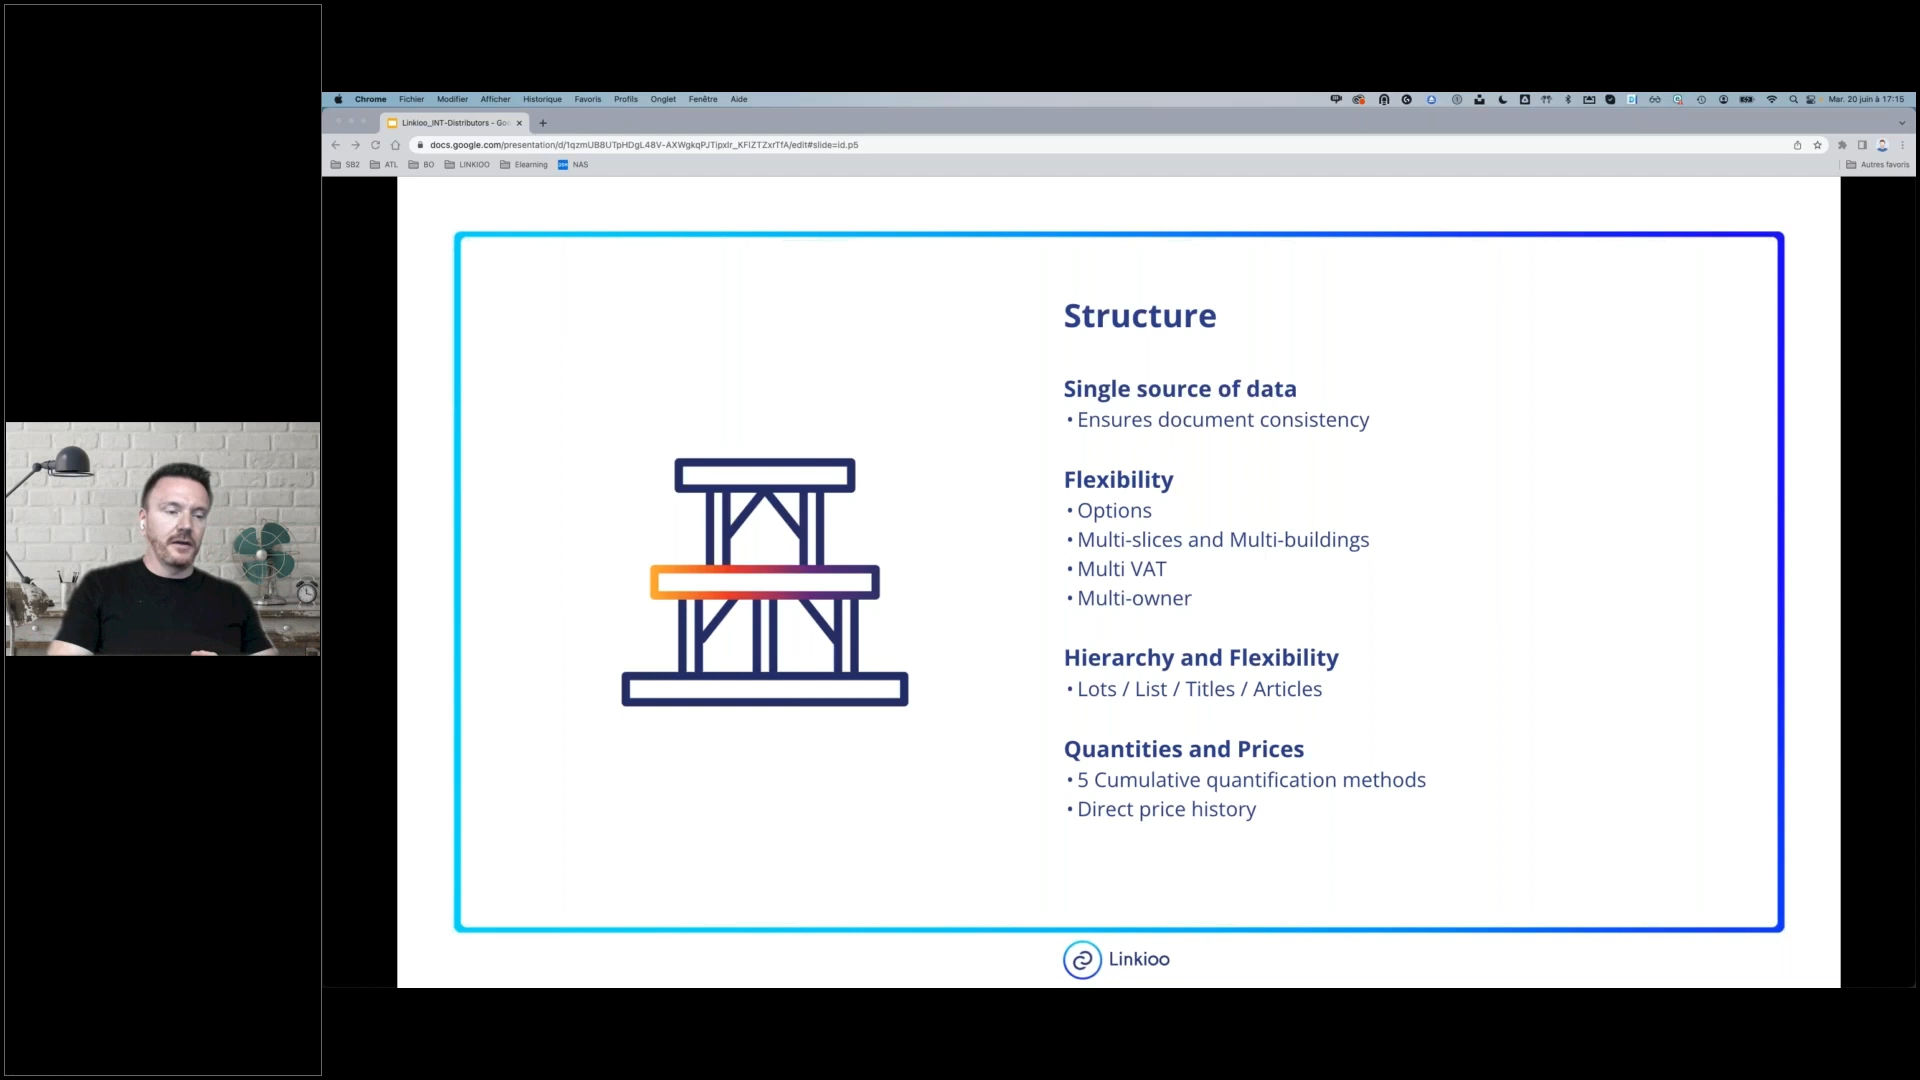 Chrome Fichier Modifier Afficher Historique Favoris Profils Onglet Fenêtre Aide
Mar. 20 juin à 17:15
Linkioo_INT-Distributors - Goo
docs.google.com/presentation/d/1qzmUB8UTpHDgL48V-AXWgkqPJTipxIr_KFIZTZxrTfA/edit#slide=id.p5
SB2 ATL BO LINKIOO Elearning NAS Autres favoris
Structure
Single source of data
• Ensures document consistency
Flexibility
• Options
• Multi-slices and Multi-buildings
• Multi VAT
• Multi-owner
Hierarchy and Flexibility
• Lots / List / Titles / Articles
Quantities and Prices
• 5 Cumulative quantification methods
• Direct price history
Linkioo